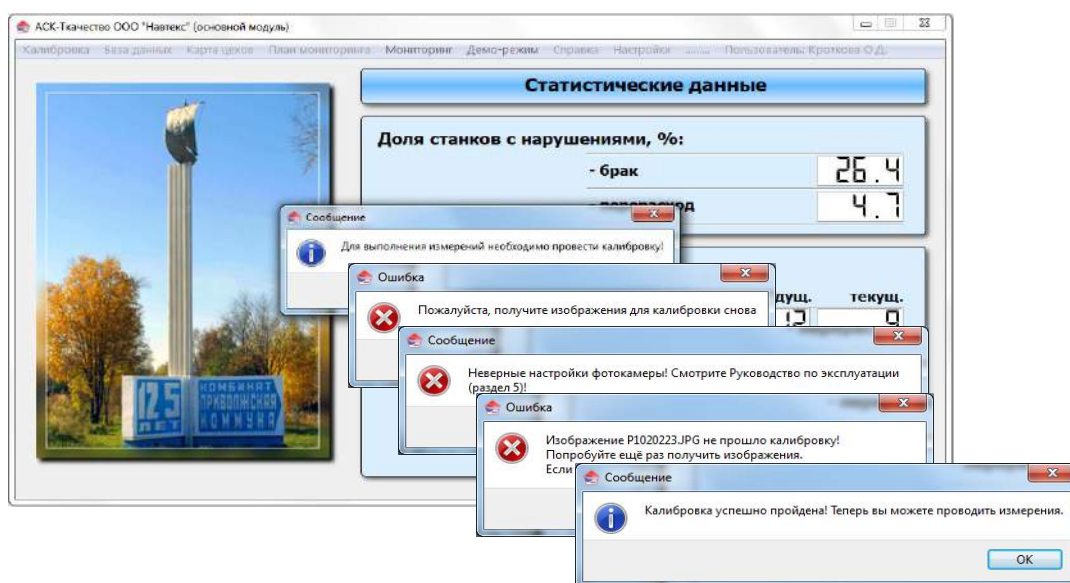 АСК-Ткачество ООО "Навтекс" (основной модуль)
Калибровка База данных Карта цехов План мониторинга Мониторинг Демо-режим Справка Настройки ........ Пользователь: Кроткова О.Д.
Статистические данные
Доля станков с нарушениями, %:
- брак 26.4
- перерасход 4.7
Сообщение
Для выполнения измерений необходимо провести калибровку!
Ошибка
Пожалуйста, получите изображения для калибровки снова
дущ. текущ.
12 9
Сообщение
Неверные настройки фотокамеры! Смотрите Руководство по эксплуатации
(раздел 5)!
Ошибка
Изображение P1020223.JPG не прошло калибровку!
Попробуйте ещё раз получить изображения.
Если
Сообщение
Калибровка успешно пройдена! Теперь вы можете проводить измерения.
OK
125
ЛЕТ
КОМБИНАТ
ПРИВОЛЖСКАЯ
КОММУНА